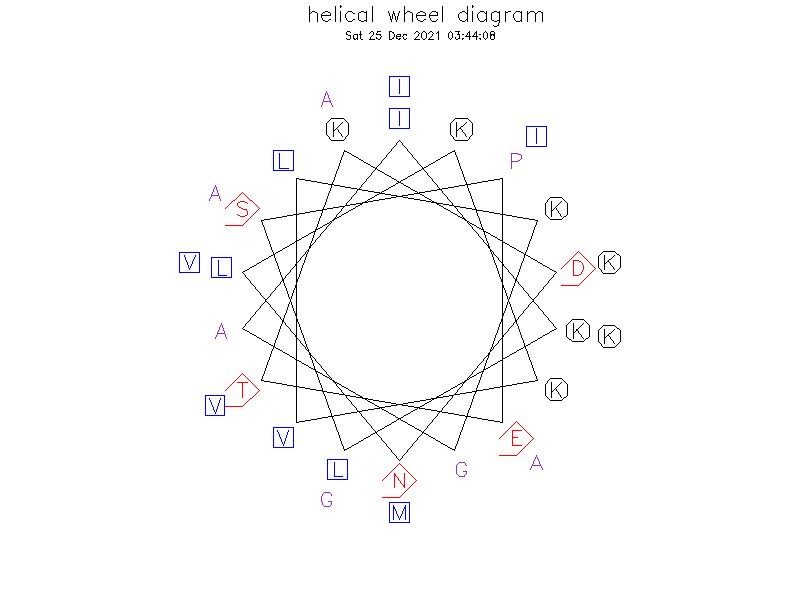 helical wheel diagram
Sat 25 Dec 2021 03:44:08
I
A
I
K
K
I
L
P
A
S
K
V
L
D
K
A
K
K
V
T
K
V
E
A
L
G
N
G
M